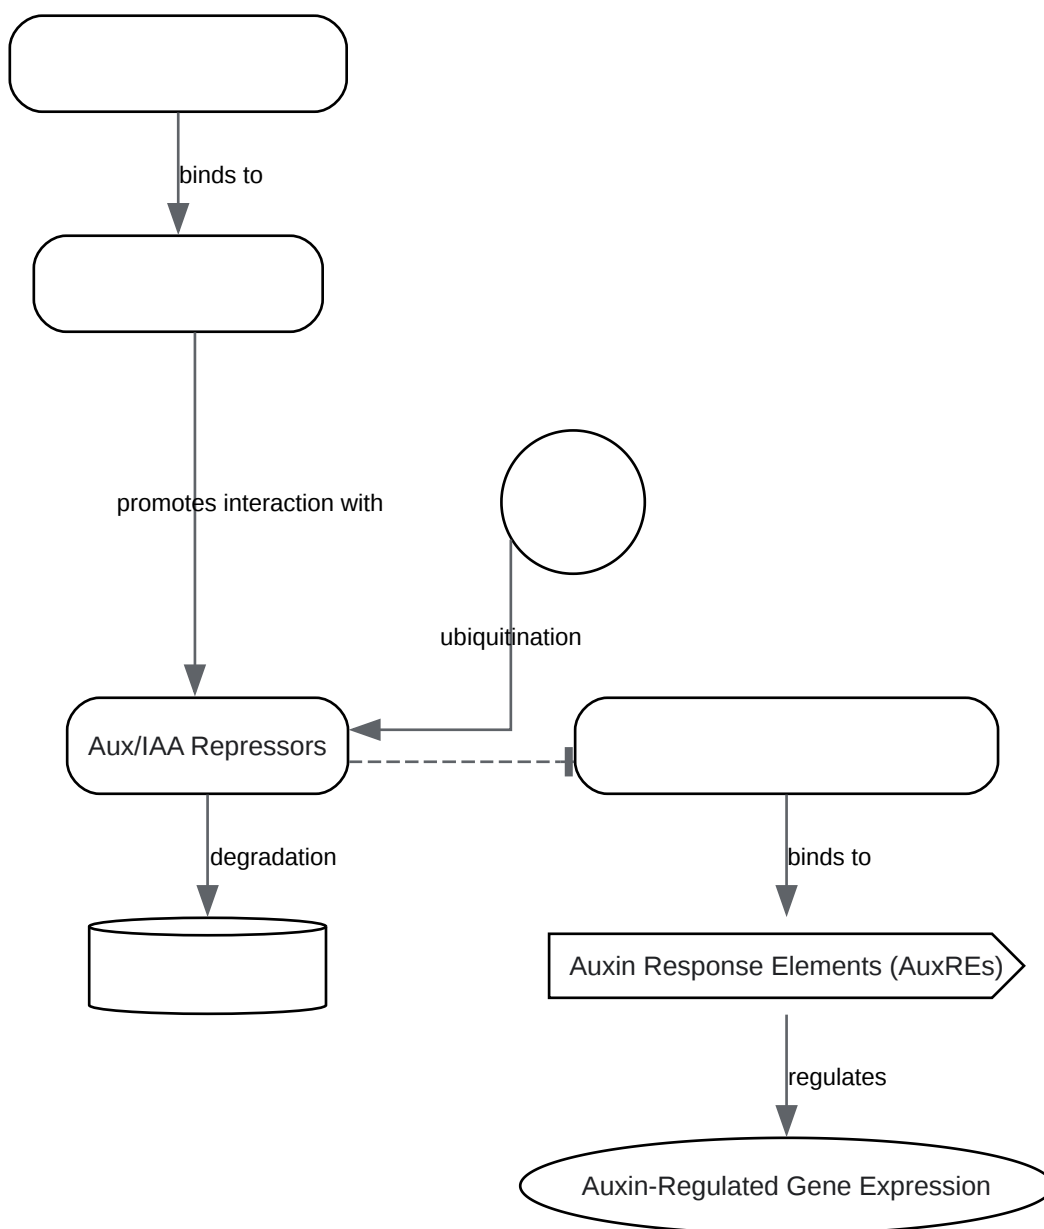 binds to
promotes interaction with
ubiquitination
Aux/IAA Repressors
degradation
binds to
Auxin Response Elements (AuxREs)
regulates
Auxin-Regulated Gene Expression